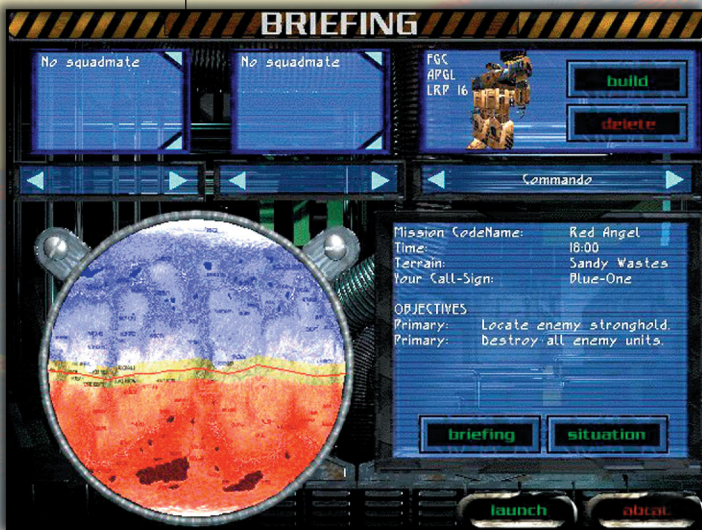 BRIEFING
No squadmate
No squadmate
FGC
APGL
LRP 16
build
delete
Commando
Mission CodeName: Red Angel
Time: 18:00
Terrain: Sandy Wastes
Your Call-Sign: Blue-One
OBJECTIVES
Primary: Locate enemy stronghold.
Primary: Destroy all enemy units.
briefing situation
launch abort